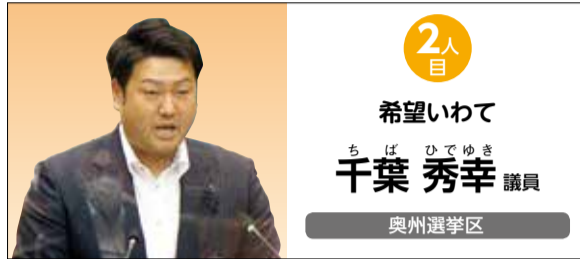 2人目
希望いわて
ちば ひでゆき
千葉 秀幸 議員
奥州選挙区